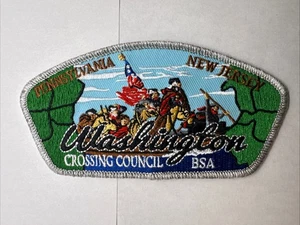 PENNSYLVANIA NEW JERSEY
Washington
CROSSING COUNCIL BSA